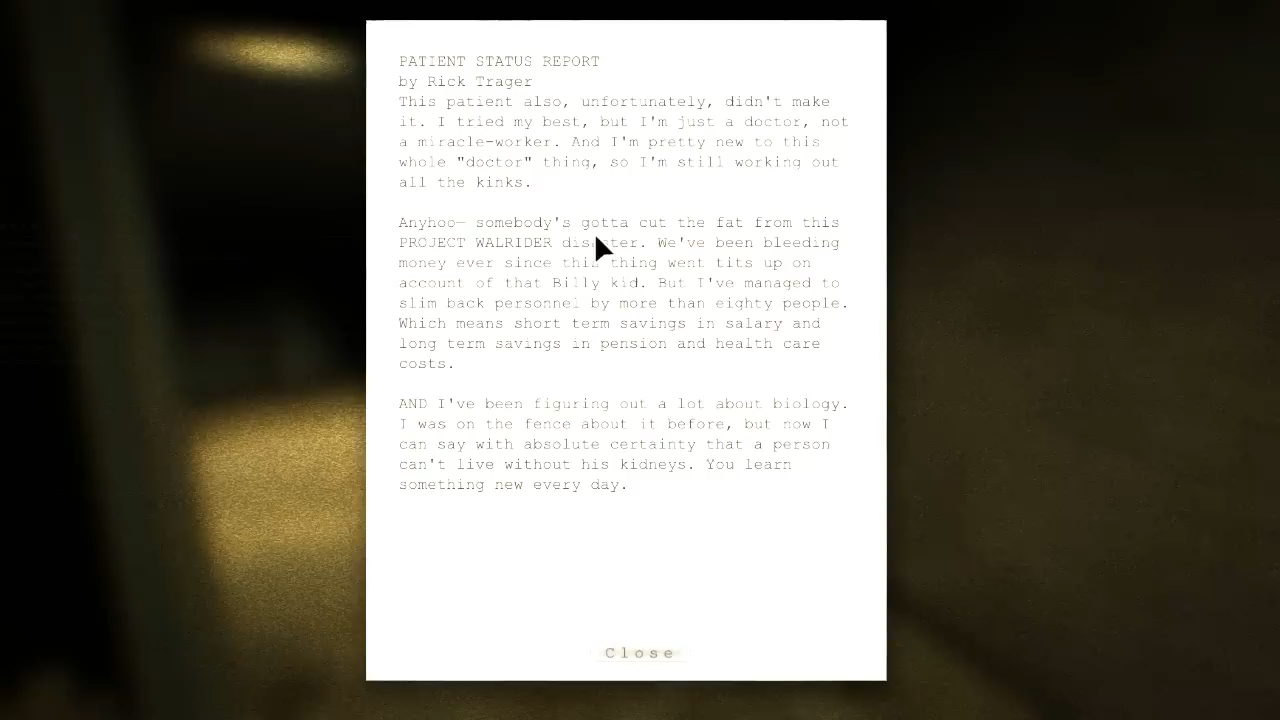 PATIENT STATUS REPORT
by Rick Trager
This patient also, unfortunately, didn't make
it. I tried my best, but I'm just a doctor, not
a miracle-worker. And I'm pretty new to this
whole "doctor" thing, so I'm still working out
all the kinks.
Anyhoo— somebody's gotta cut the fat from this
PROJECT WALRIDER disaster. We've been bleeding
money ever since this thing went tits up on
account of that Billy kid. But I've managed to
slim back personnel by more than eighty people.
Which means short term savings in salary and
long term savings in pension and health care
costs.
AND I've been figuring out a lot about biology.
I was on the fence about it before, but now I
can say with absolute certainty that a person
can't live without his kidneys. You learn
something new every day.
Close